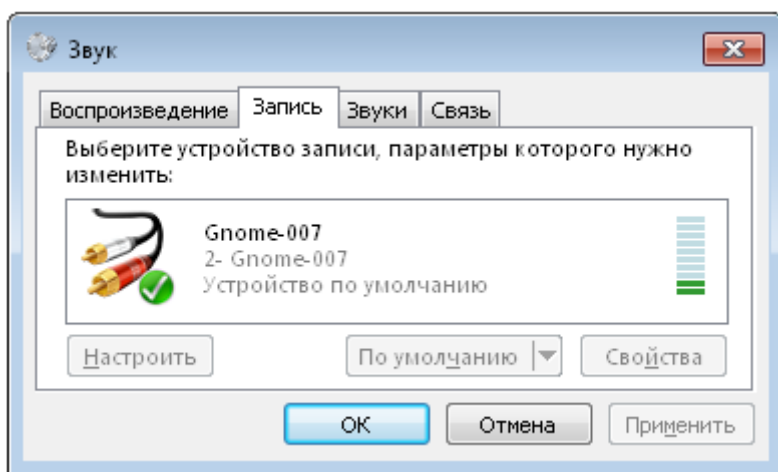 Звук
Воспроизведение Запись Звуки Связь
Выберите устройство записи, параметры которого нужно
изменить:
Gnome-007
2- Gnome-007
Устройство по умолчанию
Настроить По умолчанию Свойства
ОК Отмена Применить